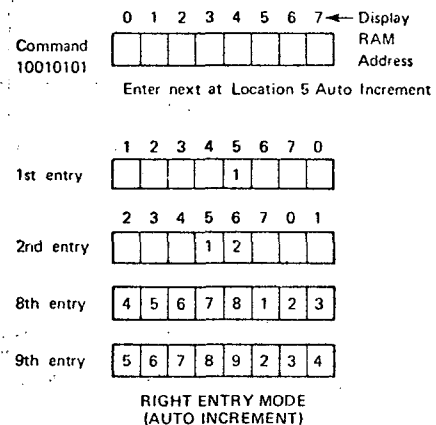 0 1 2 3 4 5 6 7 Display
Command RAM
10010101 Address
Enter next at Location 5 Auto Increment
1 2 3 4 5 6 7 0
1st entry 1
2 3 4 5 6 7 0 1
2nd entry 1 2
8th entry 4 5 6 7 8 1 2 3
9th entry 5 6 7 8 9 2 3 4
RIGHT ENTRY MODE
(AUTO INCREMENT)